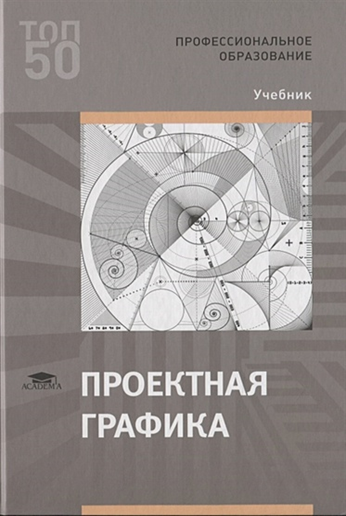 ТОП
50
ПРОФЕССИОНАЛЬНОЕ
ОБРАЗОВАНИЕ
Учебник
ACADEMA
ПРОЕКТНАЯ
ГРАФИКА